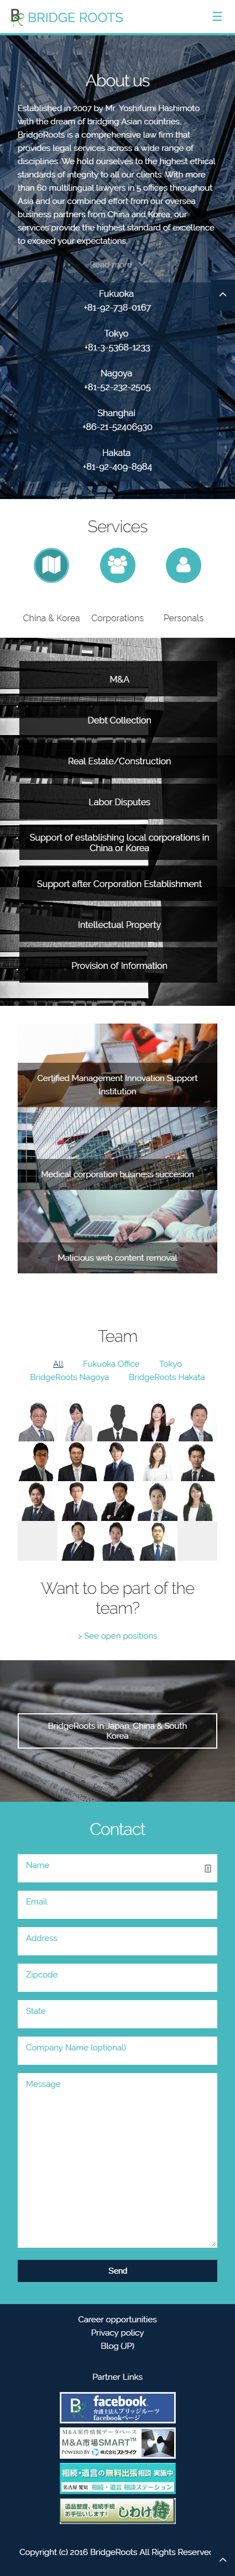 BRIDGE ROOTS
About us
Established in 2007 by Mr. Yoshifumi Hashimoto
with the dream of bridging Asian countries,
BridgeRoots is a comprehensive law firm that
provides legal services across a wide range of
disciplines. We hold ourselves to the highest ethical
standards of integrity to all our clients. With more
than 60 multilingual lawyers in 5 offices throughout
Asia and our combined effort from our oversea
business partners from China and Korea, our
services provide the highest standard of excellence
to exceed your expectations.
Read more
Fukuoka
+81-92-738-0167
Tokyo
+81-3-5368-1233
Nagoya
+81-52-232-2505
Shanghai
+86-21-52406930
Hakata
+81-92-409-8984
Services
China & Korea Corporations Personals
M&A
Debt Collection
Real Estate/Construction
Labor Disputes
Support of establishing local corporations in
China or Korea
Support after Corporation Establishment
Intellectual Property
Provision of Information
Certified Management Innovation Support
Institution
Medical corporation business succesion
Malicious web content removal
Team
All Fukuoka Office Tokyo
BridgeRoots Nagoya BridgeRoots Hakata
Want to be part of the
team?
> See open positions
BridgeRoots in Japan, China & South
Korea
Contact
Name
Email
Address
Zipcode
State
Company Name (optional)
Message
Send
Career opportunities
Privacy policy
Blog (JP)
Partner Links
facebook
弁護士法人ブリッジルーツ
facebookページ
M&A案件情報データベース
M&A市場SMART™
POWERED BY 株式会社ストライク
相続・遺言の無料出張相談 実施中
名古屋 愛知 相続・遺言 相談ステーション
遺品整理、相続手続
お手伝いします! しわけ侍
Copyright (c) 2016 BridgeRoots All Rights Reserved